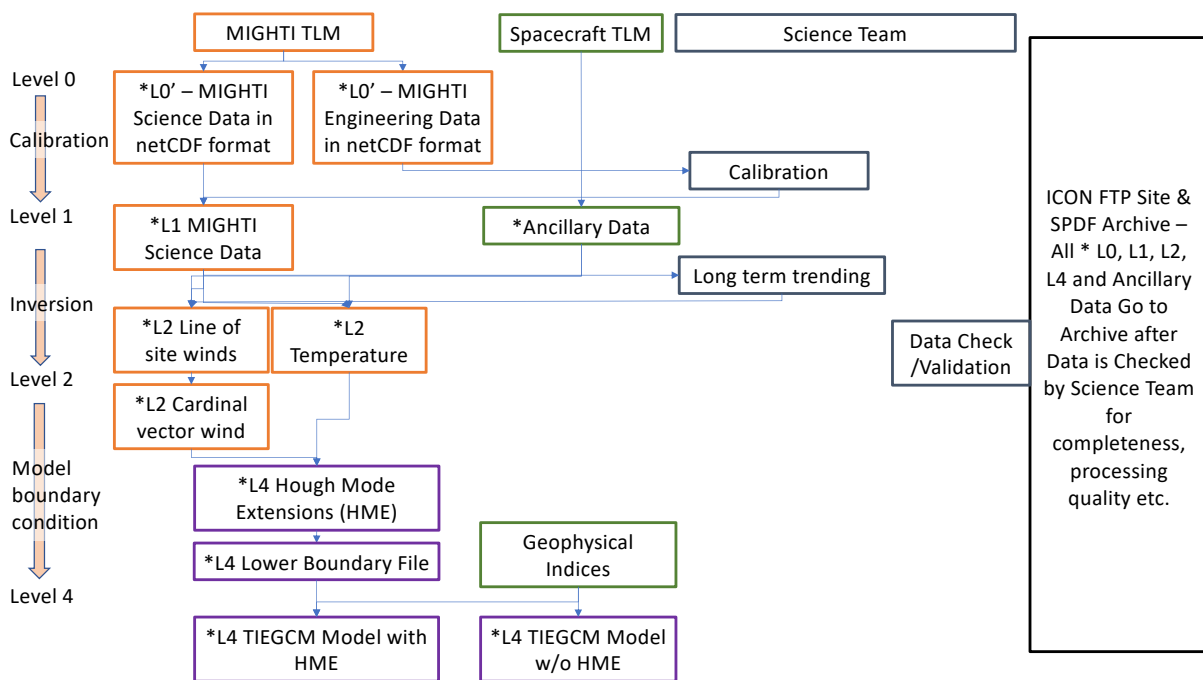 MIGHTI TLM
Spacecraft TLM
Science Team
Level 0
*L0’ – MIGHTI
Science Data in
netCDF format
*L0’ – MIGHTI
Engineering Data
in netCDF format
Calibration
Calibration
Level 1
*L1 MIGHTI
Science Data
*Ancillary Data
Long term trending
Inversion
*L2 Line of
site winds
*L2
Temperature
Data Check
/Validation
Level 2
*L2 Cardinal
vector wind
Model
boundary
condition
*L4 Hough Mode
Extensions (HME)
*L4 Lower Boundary File
Geophysical
Indices
Level 4
*L4 TIEGCM Model with
HME
*L4 TIEGCM Model
w/o HME
ICON FTP Site &
SPDF Archive –
All * L0, L1, L2,
L4 and Ancillary
Data Go to
Archive after
Data is Checked
by Science Team
for
completeness,
processing
quality etc.